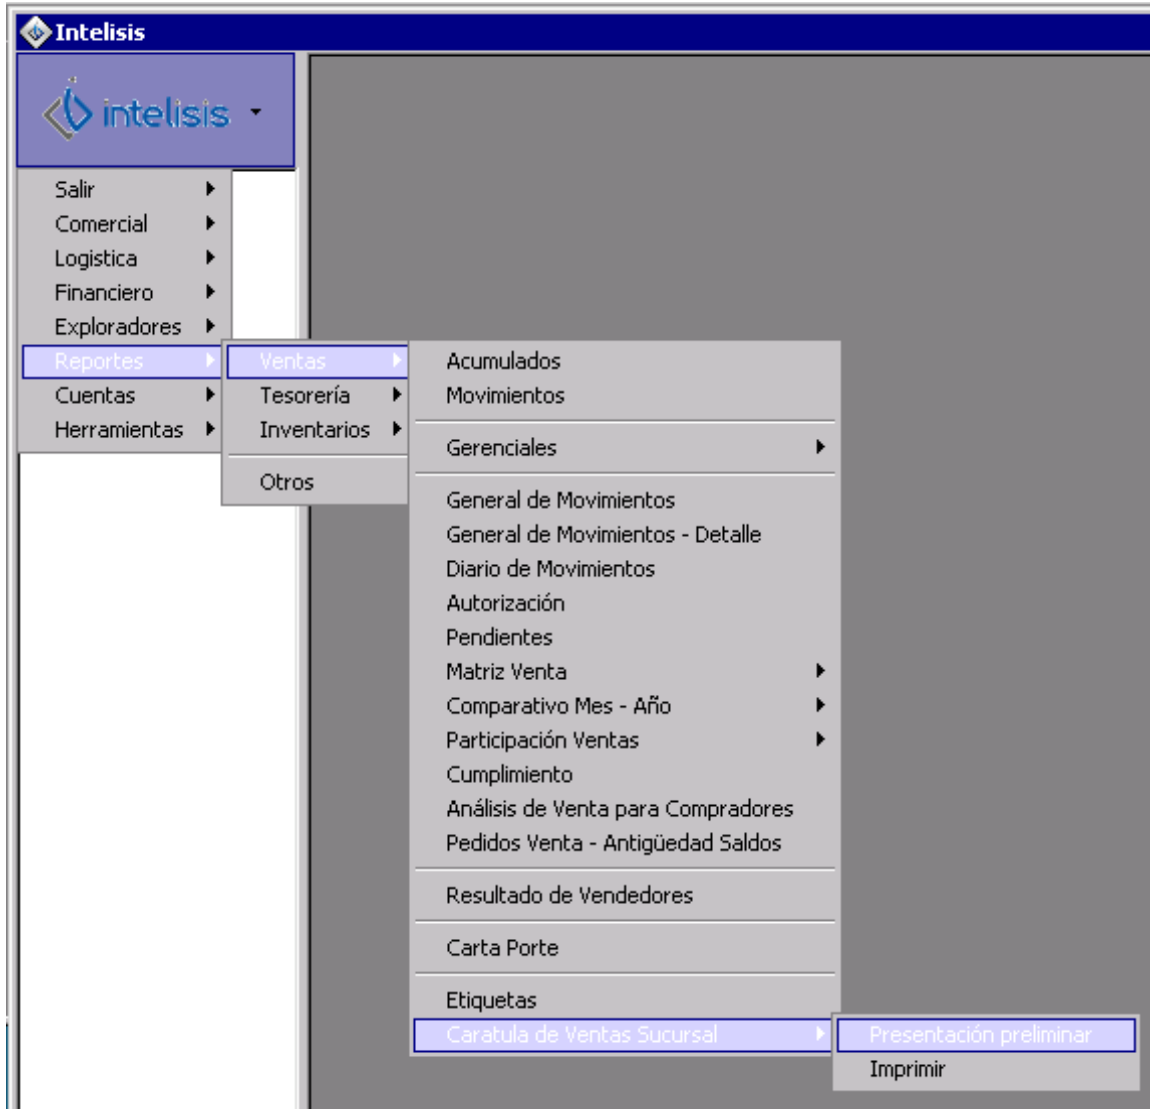 Intelisis
intelisis
Salir
Comercial
Logistica
Financiero
Exploradores
Reportes
Cuentas
Herramientas
Ventas
Tesorería
Inventarios
Otros
Acumulados
Movimientos
Gerenciales
General de Movimientos
General de Movimientos - Detalle
Diario de Movimientos
Autorización
Pendientes
Matriz Venta
Comparativo Mes - Año
Participación Ventas
Cumplimiento
Análisis de Venta para Compradores
Pedidos Venta - Antigüedad Saldos
Resultado de Vendedores
Carta Porte
Etiquetas
Caratula de Ventas Sucursal
Presentación preliminar
Imprimir